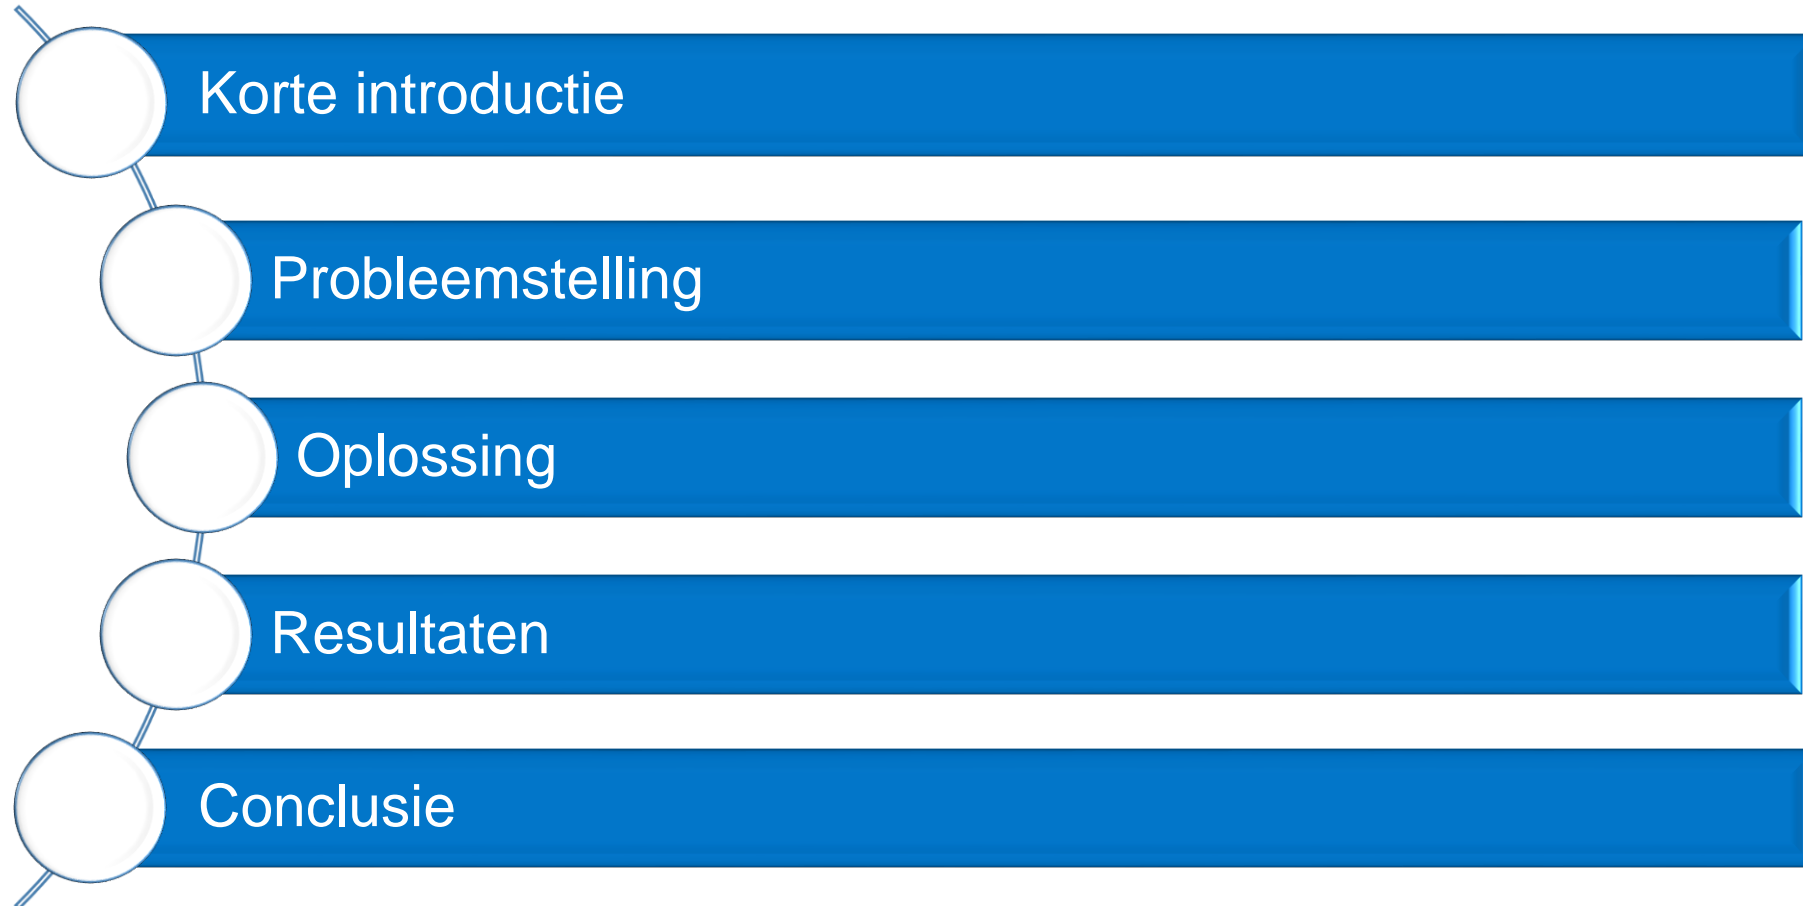 Korte introductie
Probleemstelling
Oplossing
Resultaten
Conclusie